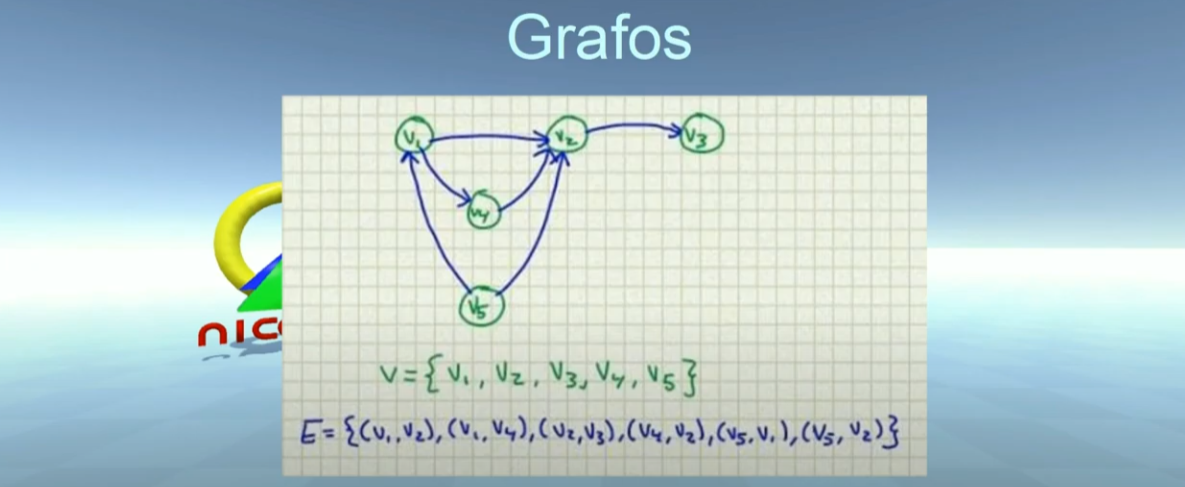 Grafos
V₁ V₂ V₃
V₄
V₅
nic
V={V₁, V₂, V₃, V₄, V₅}
E={(V₁,V₂),(V₁,V₄),(V₂,V₃),(V₄,V₂),(V₅,V₁),(V₅,V₂)}